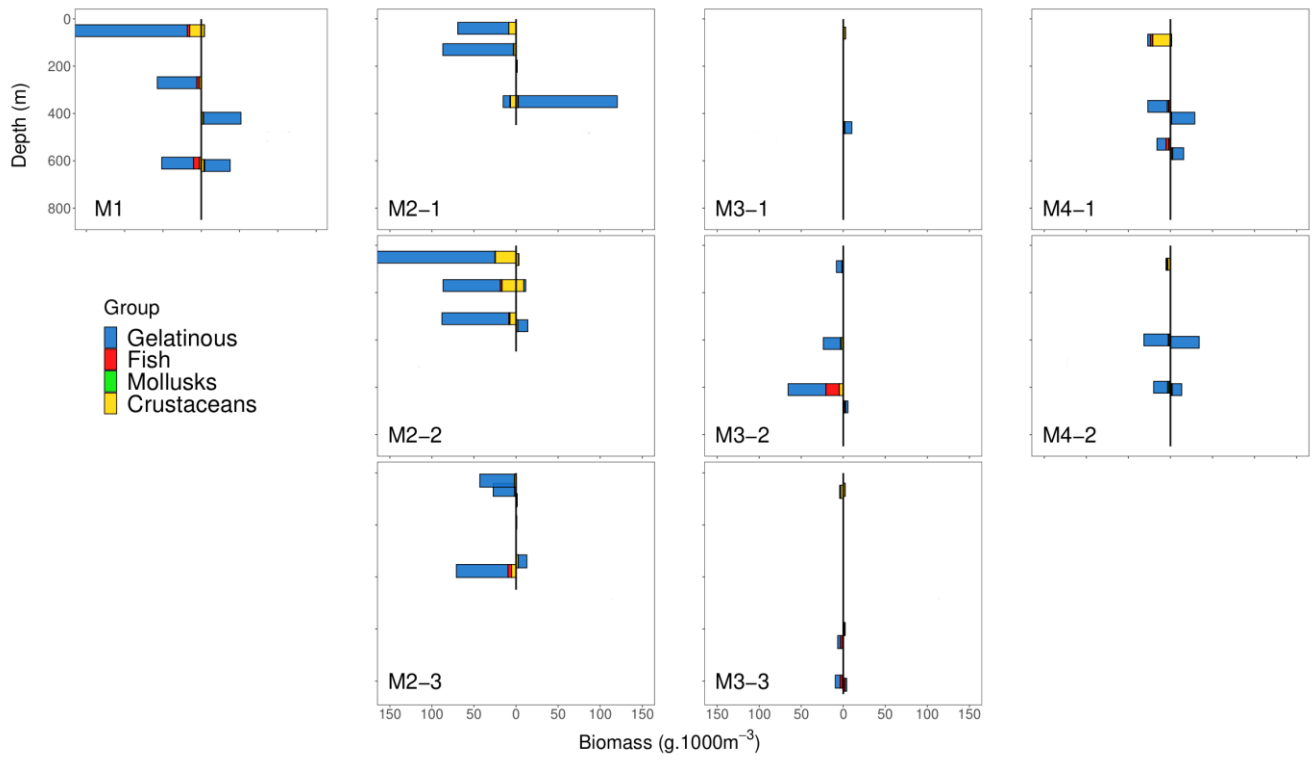 0
200
400
600
800
Depth (m)
M1
M2−1
M3−1
M4−1
Group
Gelatinous
Fish
Mollusks
Crustaceans
M2−2
M3−2
M4−2
M2−3
M3−3
150 100 50 0 50 100 150
150 100 50 0 50 100 150
Biomass (g.1000m⁻³)